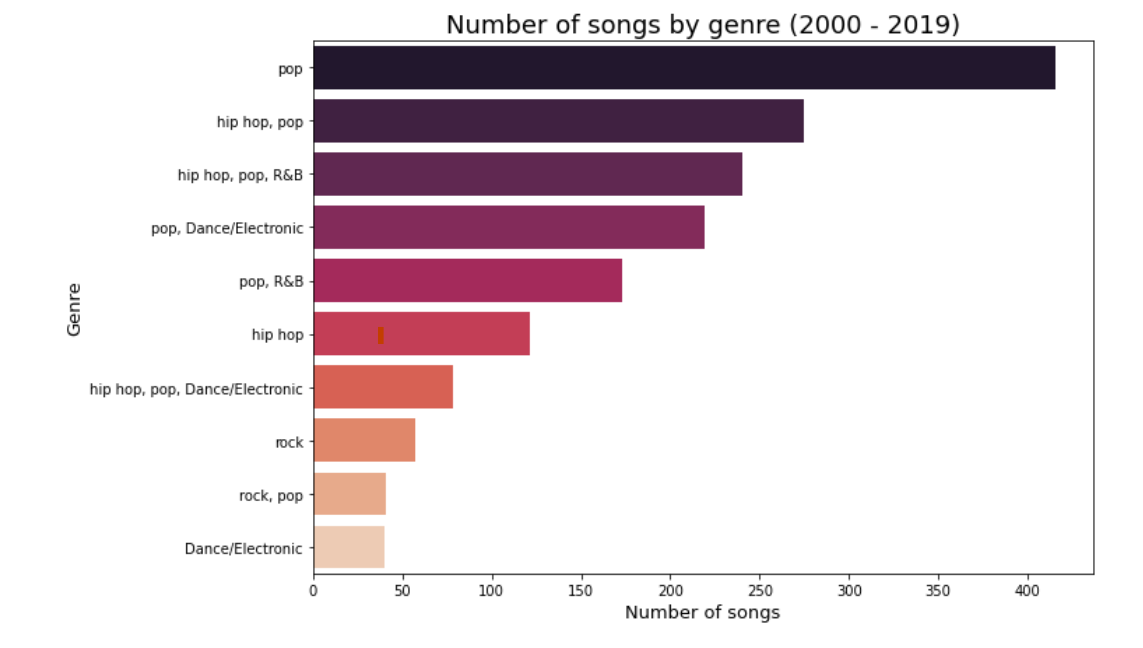 Number of songs by genre (2000 - 2019)
pop
hip hop, pop
hip hop, pop, R&B
pop, Dance/Electronic
pop, R&B
hip hop
hip hop, pop, Dance/Electronic
rock
rock, pop
Dance/Electronic
Genre
0 50 100 150 200 250 300 350 400
Number of songs